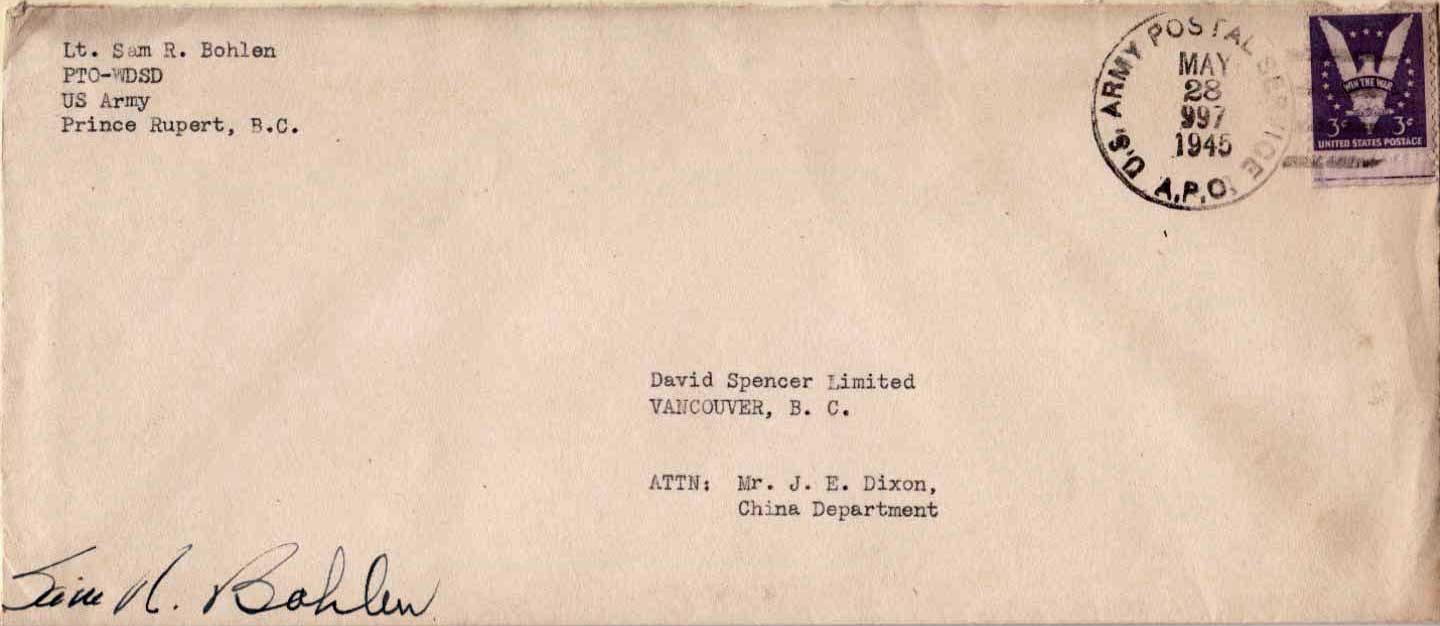 Lt. Sam R. Bohlen
PTO-WDSD
US Army
Prince Rupert, B.C.
U.S. ARMY POSTAL SERVICE
MAY
28
997
1945
A.P.O.
WIN THE WAR
3¢ 3¢
UNITED STATES POSTAGE
David Spencer Limited
VANCOUVER, B. C.
ATTN: Mr. J. E. Dixon,
China Department
Sam R. Bohlen